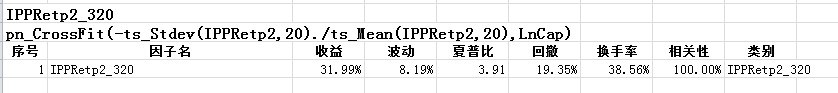 IPPRetp2_320
pn_CrossFit(-ts_Stdev(IPPRetp2,20)./ts_Mean(IPPRetp2,20),LnCap)
序号 因子名 收益 波动 夏普比 回撤 换手率 相关性 类别
1 IPPRetp2_320 31.99% 8.19% 3.91 19.35% 38.56% 100.00% IPPRetp2_320